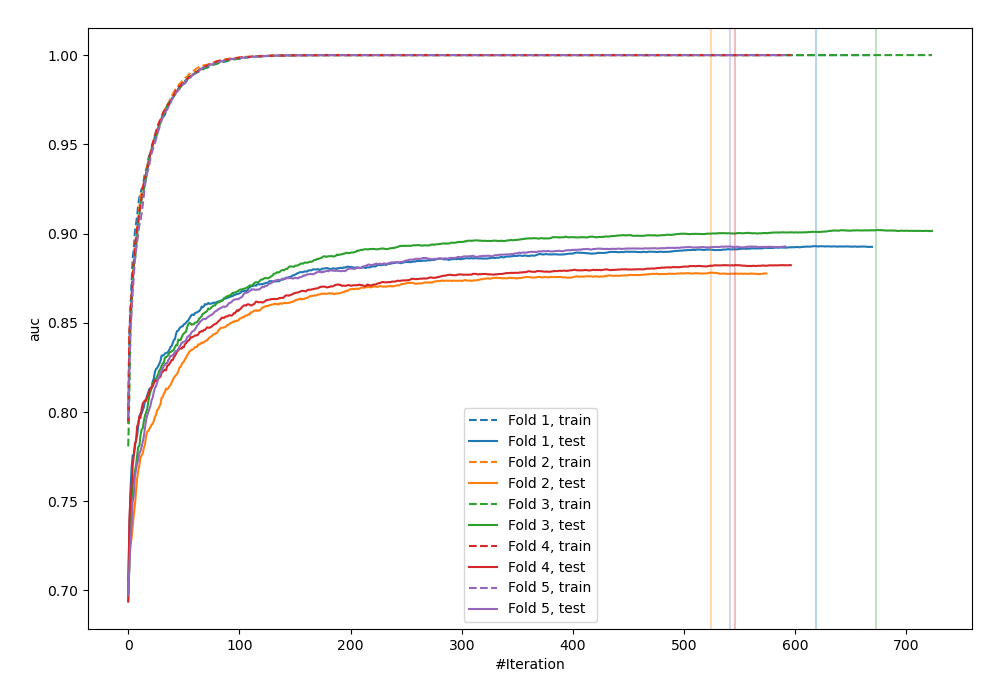 1.00
0.95
0.90
0.85
0.80
0.75
0.70
auc
0
100
200
300
400
500
600
700
#Iteration
Fold 1, train
Fold 1, test
Fold 2, train
Fold 2, test
Fold 3, train
Fold 3, test
Fold 4, train
Fold 4, test
Fold 5, train
Fold 5, test